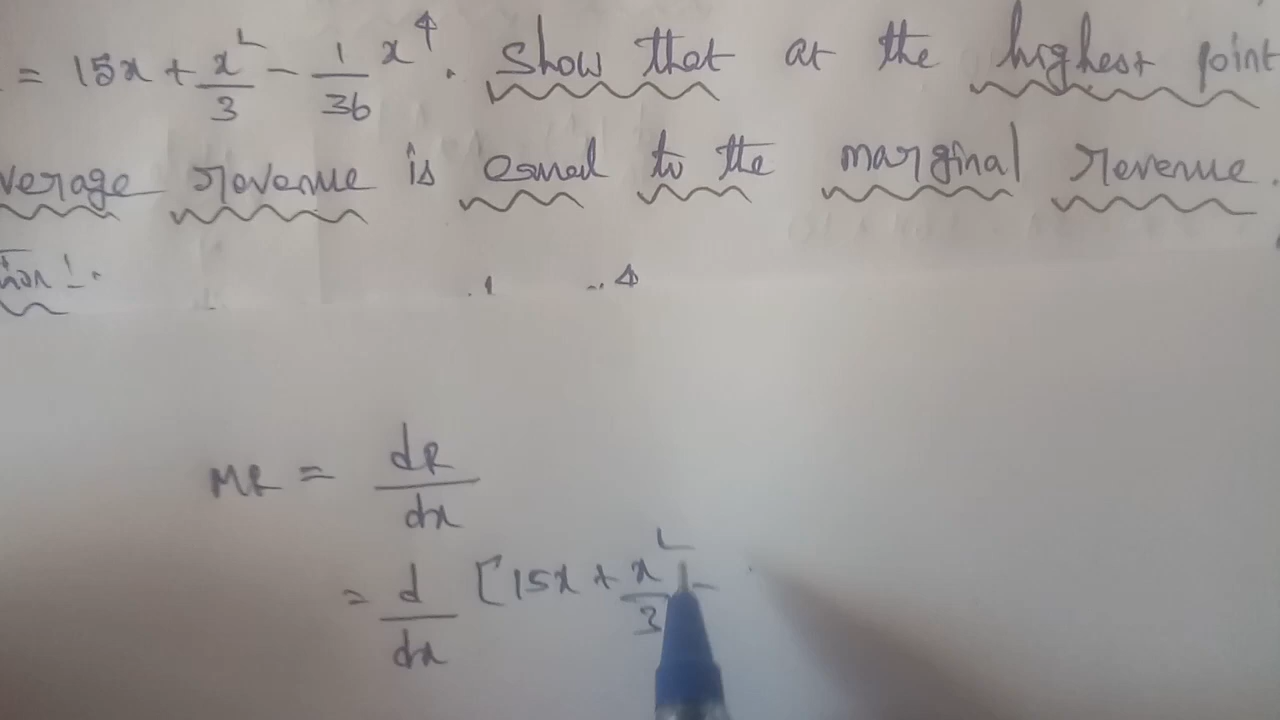 = 15x + x²/3 - 1/36 x⁴. Show that at the highest point
verage revenue is equal to the marginal revenue.
tion :.
MR = dR/dx
= d/dx [15x + x²/3 -